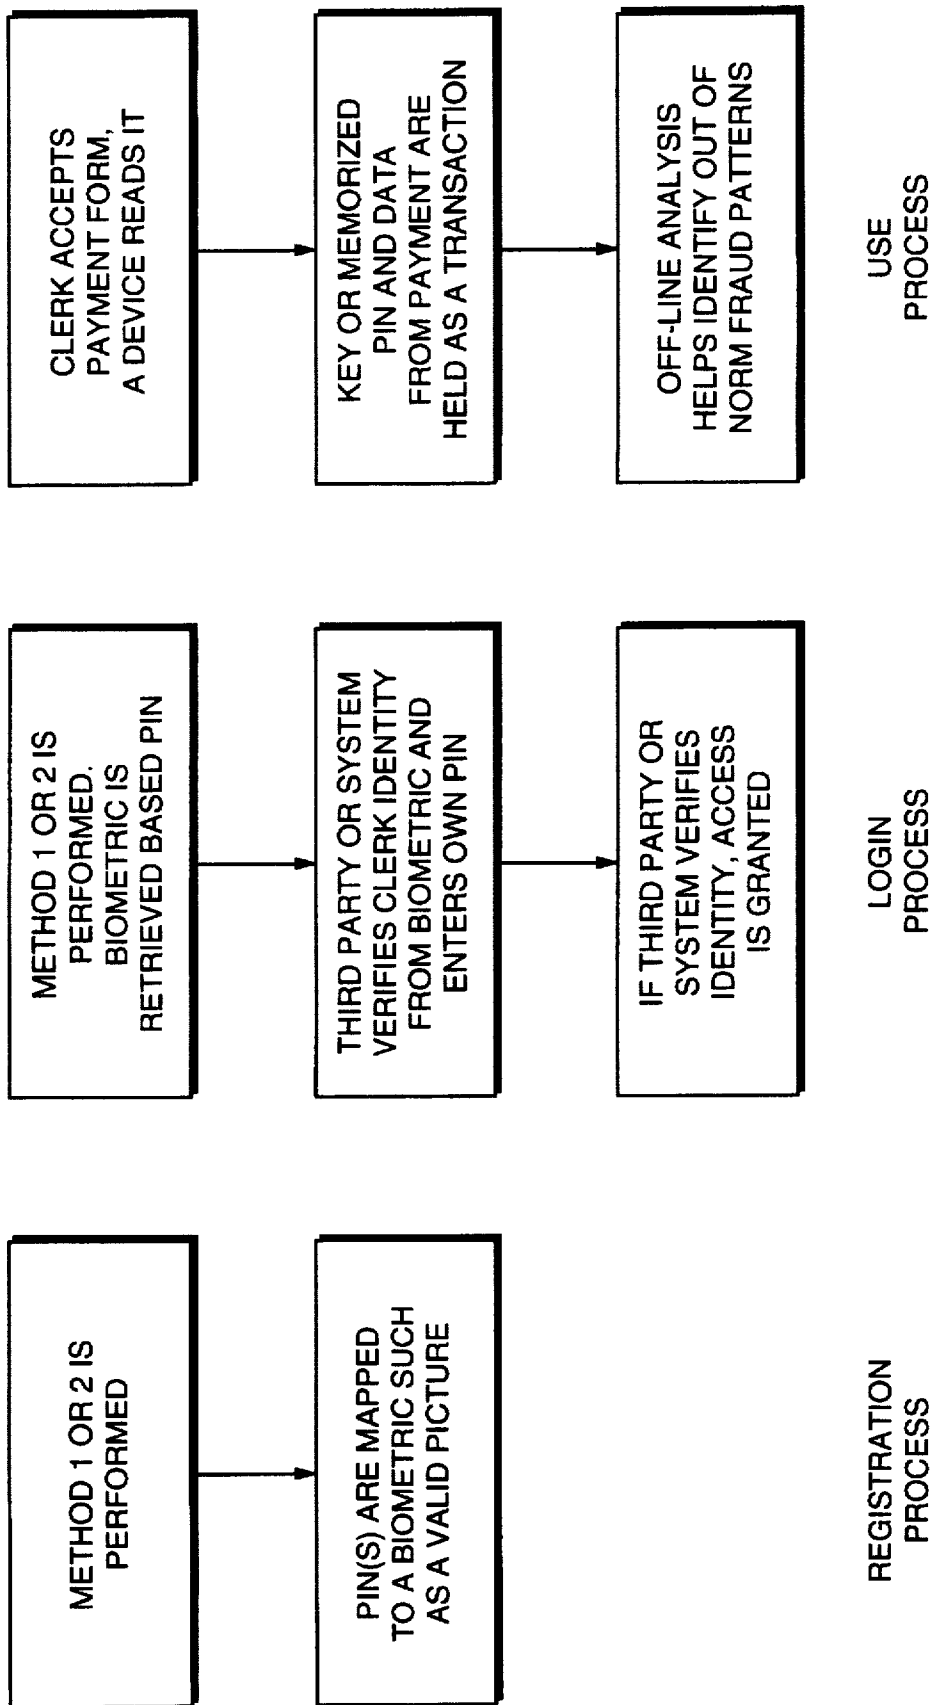 METHOD 1 OR 2 IS
PERFORMED
PIN(S) ARE MAPPED
TO A BIOMETRIC SUCH
AS A VALID PICTURE
REGISTRATION
PROCESS
METHOD 1 OR 2 IS
PERFORMED.
BIOMETRIC IS
RETRIEVED BASED PIN
THIRD PARTY OR SYSTEM
VERIFIES CLERK IDENTITY
FROM BIOMETRIC AND
ENTERS OWN PIN
IF THIRD PARTY OR
SYSTEM VERIFIES
IDENTITY, ACCESS
IS GRANTED
LOGIN
PROCESS
CLERK ACCEPTS
PAYMENT FORM,
A DEVICE READS IT
KEY OR MEMORIZED
PIN AND DATA
FROM PAYMENT ARE
HELD AS A TRANSACTION
OFF-LINE ANALYSIS
HELPS IDENTIFY OUT OF
NORM FRAUD PATTERNS
USE
PROCESS